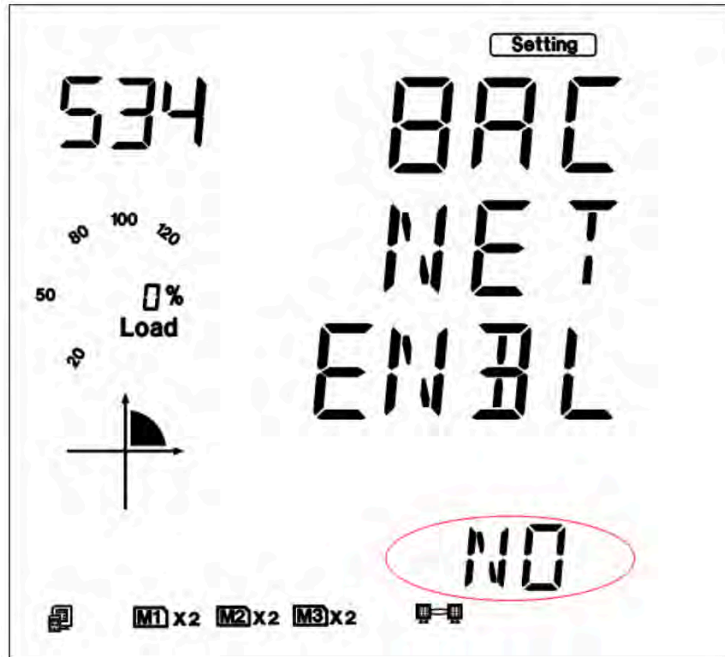 Setting
534
BAC
NET
ENBL
80 100 120
50
0%
Load
20
NO
M1 X2 M2 X2 M3 X2